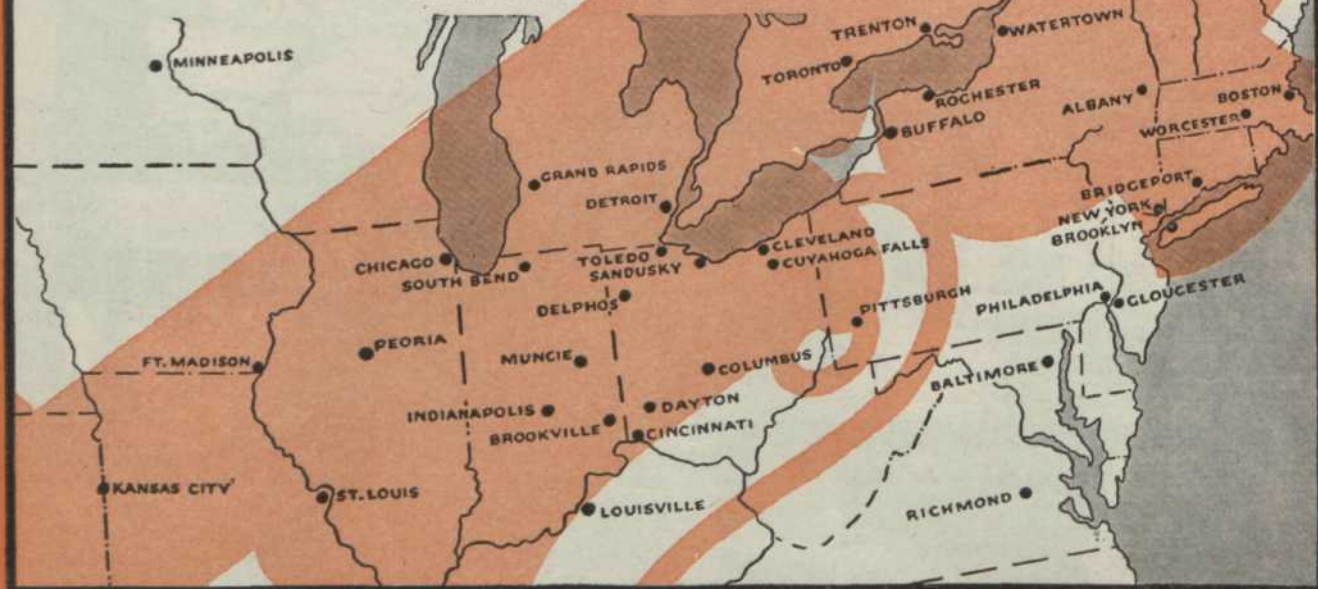 TRENTON
WATERTOWN
MINNEAPOLIS
TORONTO
ROCHESTER
ALBANY
BOSTON
BUFFALO
WORCESTER
GRAND RAPIDS
BRIDGEPORT
DETROIT
NEW YORK
BROOKLYN
CLEVELAND
CHICAGO
TOLEDO
CUYAHOGA FALLS
SOUTH BEND
SANDUSKY
DELPHOS
PITTSBURGH
PHILADELPHIA
GLOUCESTER
PEORIA
FT. MADISON
MUNCIE
COLUMBUS
BALTIMORE
INDIANAPOLIS
DAYTON
BROOKVILLE
CINCINNATI
KANSAS CITY
ST. LOUIS
LOUISVILLE
RICHMOND